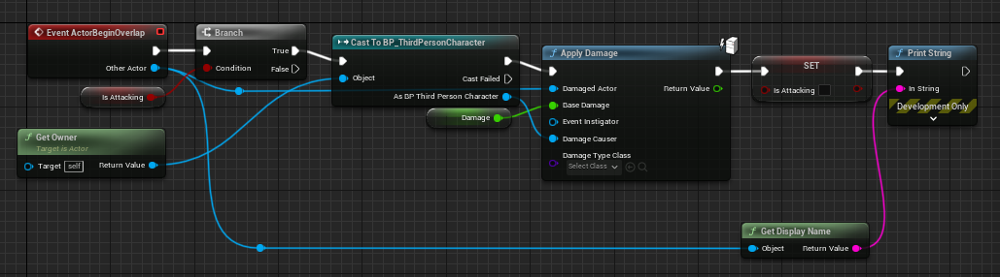 Event ActorBeginOverlap
Other Actor
Branch
True
Condition
False
Is Attacking
Get Owner
Target is Actor
Target
self
Return Value
Cast To BP_ThirdPersonCharacter
Object
Cast Failed
As BP Third Person Character
Damage
Apply Damage
Damaged Actor
Return Value
Base Damage
Event Instigator
Damage Causer
Damage Type Class
Select Class
SET
Is Attacking
Print String
In String
Development Only
Get Display Name
Object
Return Value